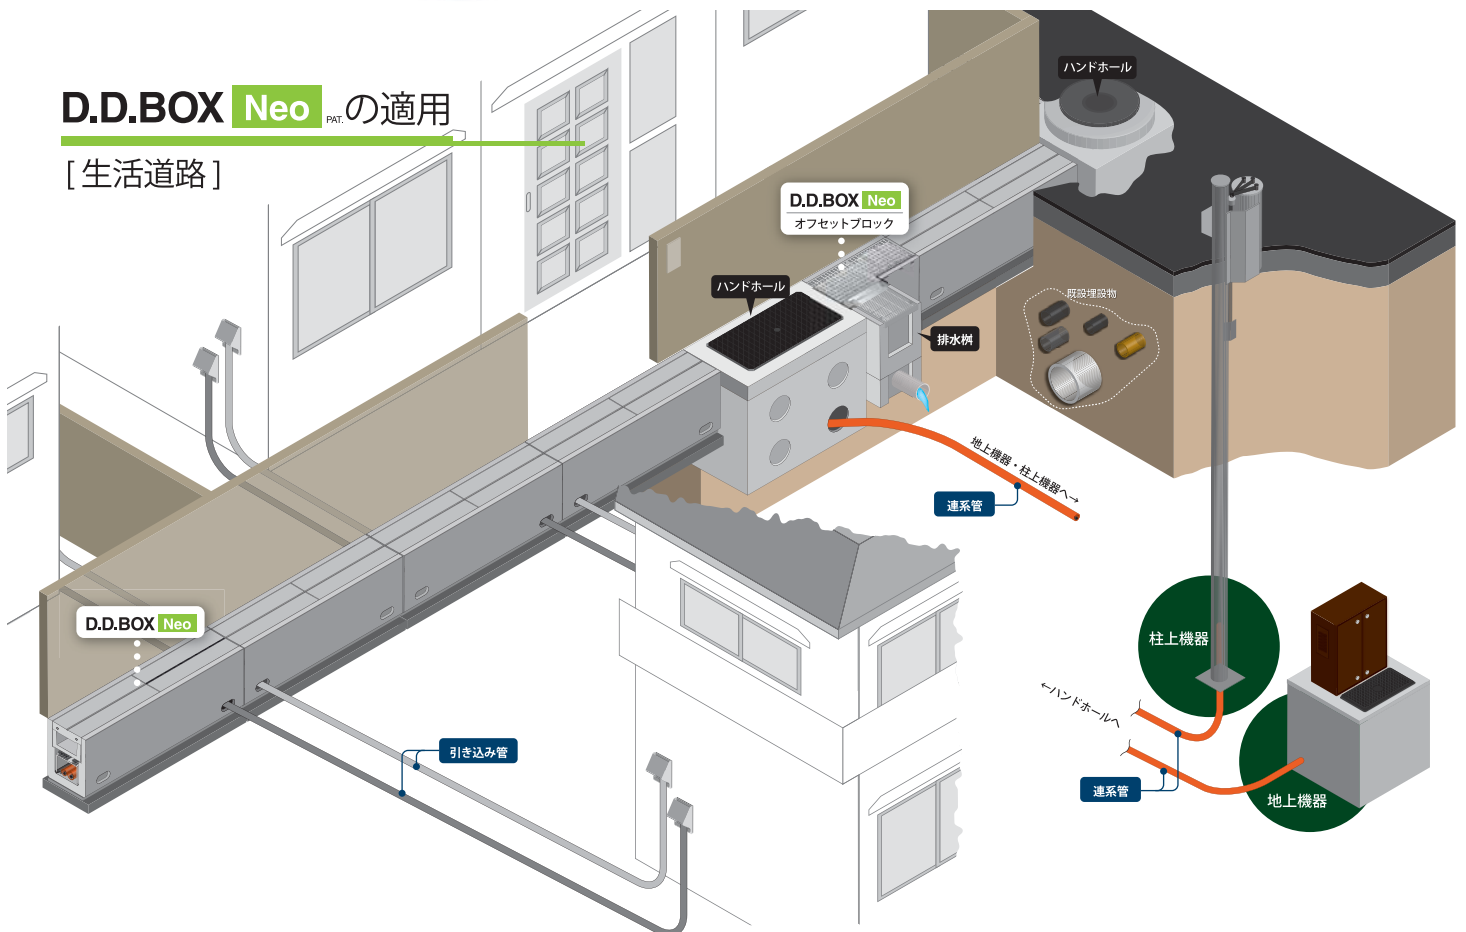 D.D.BOX Neo PAT. の適用
[ 生活道路 ]
ハンドホール
D.D.BOX Neo
オフセットブロック
ハンドホール
既設埋設物
排水桝
地上機器・柱上機器へ→
連系管
D.D.BOX Neo
引き込み管
柱上機器
←ハンドホールへ
連系管
地上機器